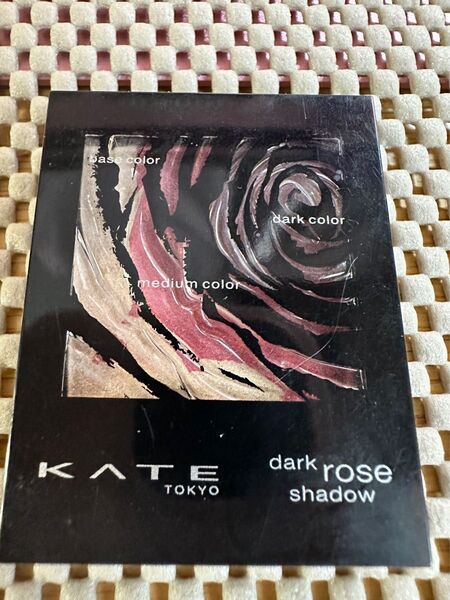 base color
dark color
medium color
KATE
TOKYO
dark rose
shadow